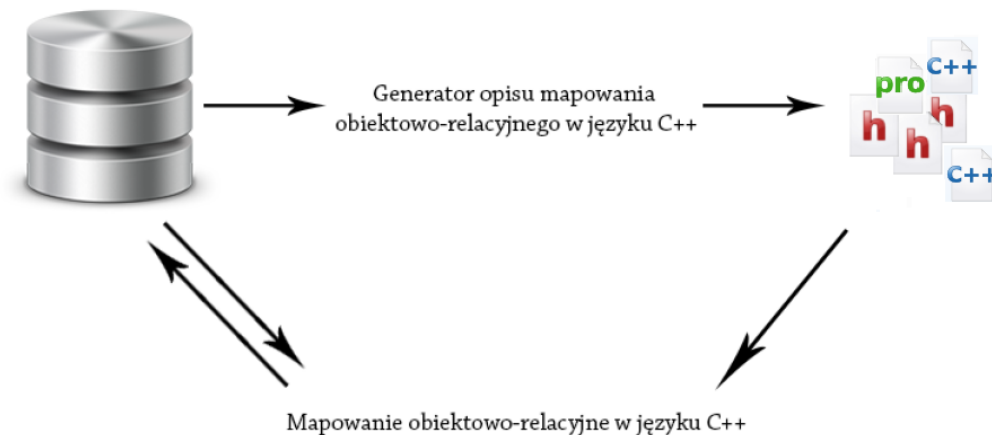 Generator opisu mapowania
obiektowo-relacyjnego w języku C++
pro
C++
h
h
h
C++
Mapowanie obiektowo-relacyjne w języku C++